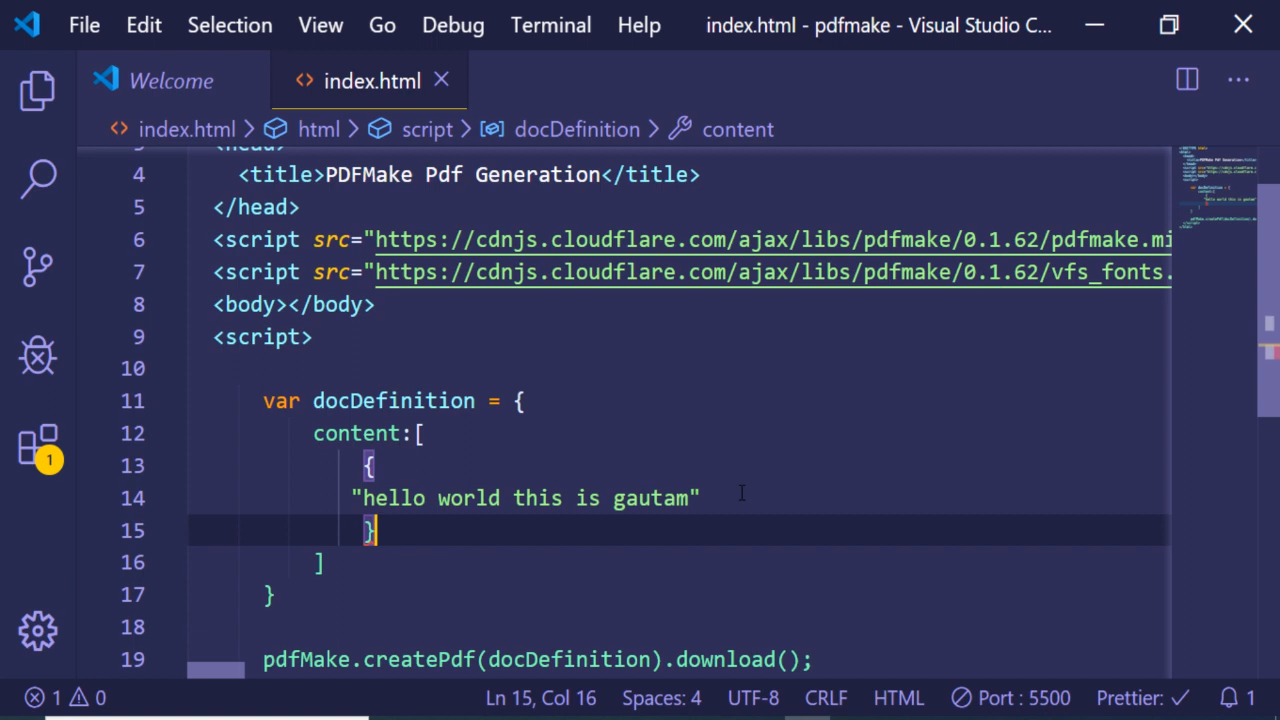 File Edit Selection View Go Debug Terminal Help index.html - pdfmake - Visual Studio C...
Welcome index.html
index.html html script docDefinition content
4 <title>PDFMake Pdf Generation</title>
5 </head>
6 <script src="https://cdnjs.cloudflare.com/ajax/libs/pdfmake/0.1.62/pdfmake.mi
7 <script src="https://cdnjs.cloudflare.com/ajax/libs/pdfmake/0.1.62/vfs_fonts.
8 <body></body>
9 <script>
10
11 var docDefinition = {
12 content:[
13 {
14 "hello world this is gautam"
15 }
16 ]
17 }
18
19 pdfMake.createPdf(docDefinition).download();
1
1 0 Ln 15, Col 16 Spaces: 4 UTF-8 CRLF HTML Port : 5500 Prettier: ✓ 1